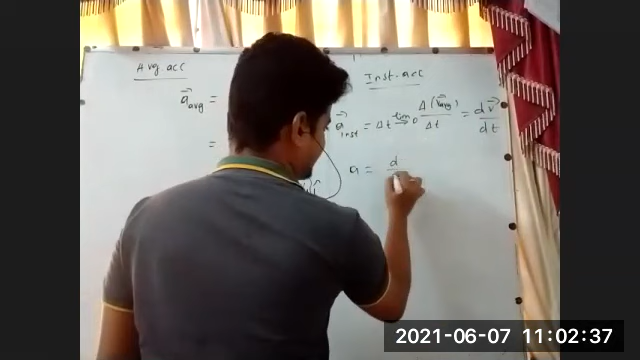 Avg acc
a⃗ avg =
=
Inst. acc
a⃗ inst = Δt lim→0 Δ(v⃗avg)/Δt = dv⃗/dt
a = d
2021-06-07 11:02:37